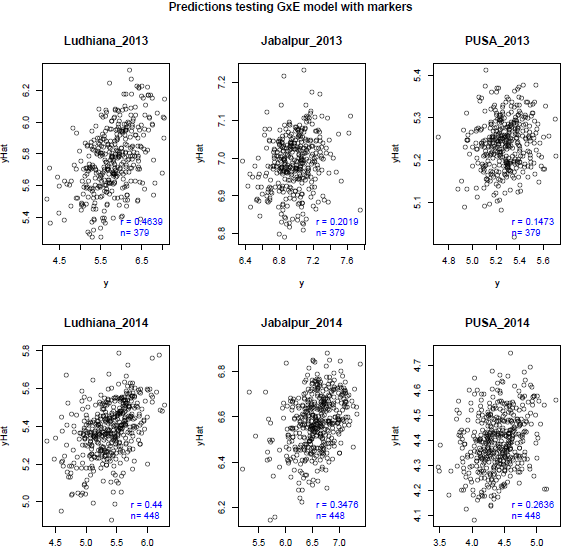 Predictions testing GxE model with markers
Ludhiana_2013
yHat
5.4 5.6 5.8 6.0 6.2
r = 0.4639
n= 379
4.5 5.5 6.5
y
Jabalpur_2013
yHat
6.8 6.9 7.0 7.1 7.2
r = 0.2019
n= 379
6.4 6.8 7.2 7.6
y
PUSA_2013
yHat
5.1 5.2 5.3 5.4
r = 0.1473
n= 379
4.8 5.0 5.2 5.4 5.6
y
Ludhiana_2014
yHat
5.0 5.2 5.4 5.6 5.8
r = 0.44
n= 448
4.5 5.0 5.5 6.0
Jabalpur_2014
yHat
6.2 6.4 6.6 6.8
r = 0.3476
n= 448
5.5 6.0 6.5 7.0
PUSA_2014
yHat
4.1 4.2 4.3 4.4 4.5 4.6 4.7
r = 0.2636
n= 448
3.5 4.0 4.5 5.0